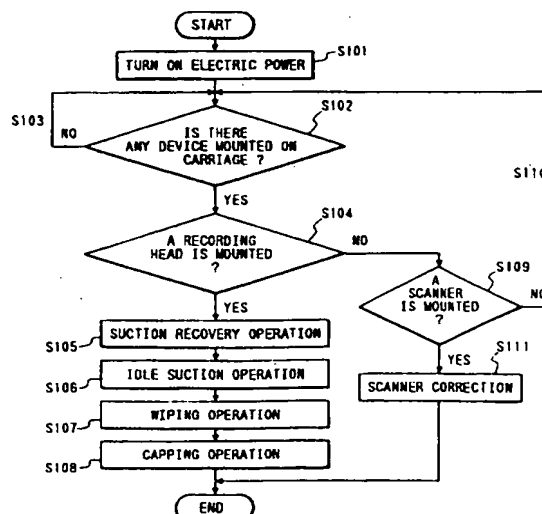 START
TURN ON ELECTRIC POWER
S101
S102
S103
NO
IS THERE
ANY DEVICE MOUNTED ON
CARRIAGE ?
S110
YES
S104
A RECORDING
HEAD IS MOUNTED
?
NO
S109
A
SCANNER
IS MOUNTED
?
NO
YES
S105
SUCTION RECOVERY OPERATION
YES
S111
S106
IDLE SUCTION OPERATION
SCANNER CORRECTION
S107
WIPING OPERATION
S108
CAPPING OPERATION
END